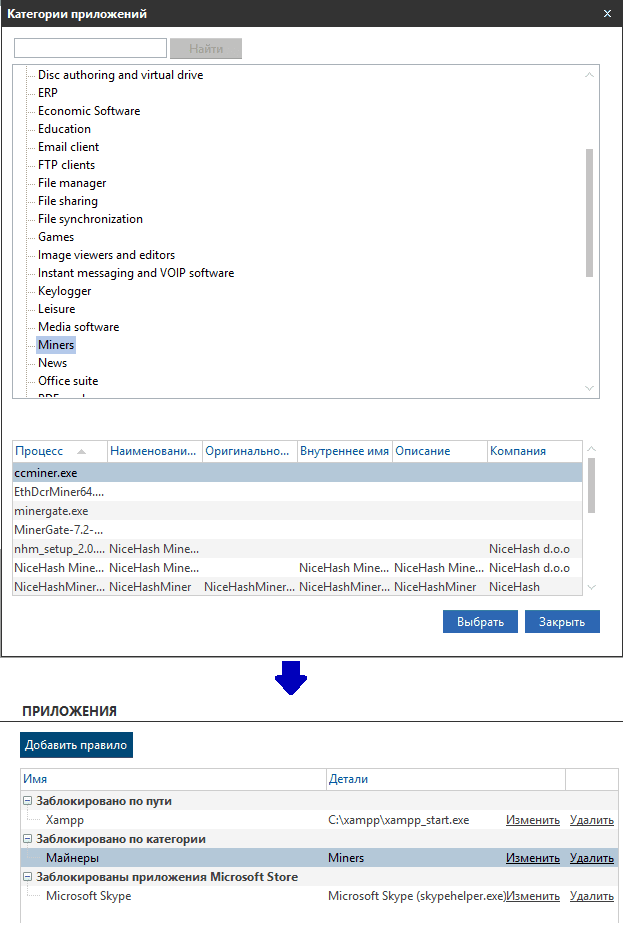 Категории приложений
Найти
Disc authoring and virtual drive
ERP
Economic Software
Education
Email client
FTP clients
File manager
File sharing
File synchronization
Games
Image viewers and editors
Instant messaging and VOIP software
Keylogger
Leisure
Media software
Miners
News
Office suite
Процесс Наименовани... Оригинально... Внутреннее имя Описание Компания
ccminer.exe
EthDcrMiner64....
minergate.exe
MinerGate-7.2-...
nhm_setup_2.0.... NiceHash Mine... NiceHash d.o.o
NiceHash Mine... NiceHash Mine... NiceHash Mine... NiceHash Mine... NiceHash d.o.o
NiceHashMiner... NiceHashMiner NiceHashMiner... NiceHashMiner... NiceHashMiner NiceHash
Выбрать Закрыть
ПРИЛОЖЕНИЯ
Добавить правило
Имя Детали
Заблокировано по пути
Xampp C:\xampp\xampp_start.exe Изменить Удалить
Заблокировано по категории
Майнеры Miners Изменить Удалить
Заблокированы приложения Microsoft Store
Microsoft Skype Microsoft Skype (skypehelper.exe) Изменить Удалить